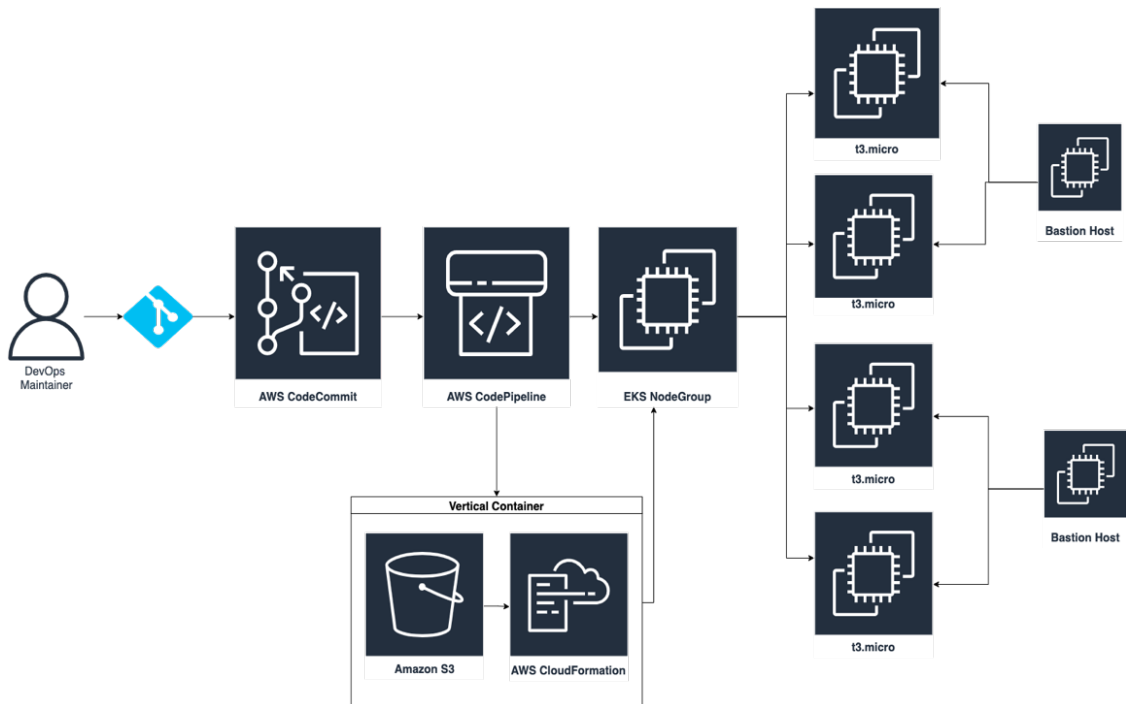 t3.micro
Bastion Host
t3.micro
DevOps
Maintainer
AWS CodeCommit
AWS CodePipeline
EKS NodeGroup
t3.micro
Bastion Host
Vertical Container
Amazon S3
AWS CloudFormation
t3.micro